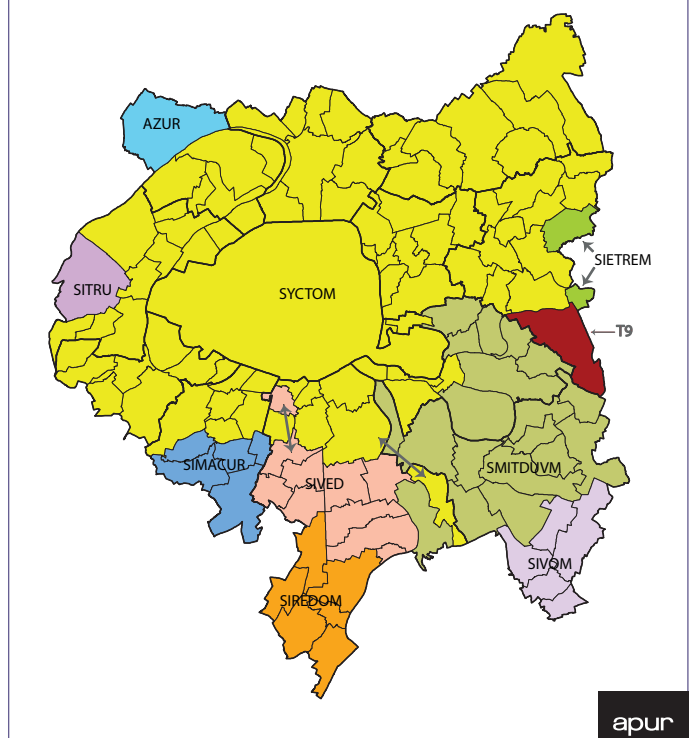 AZUR
SIETREM
SITRU
SYCTOM
T9
SIMACUR
SIVED
SMITDUVM
SIVOM
SIREDOM
apur